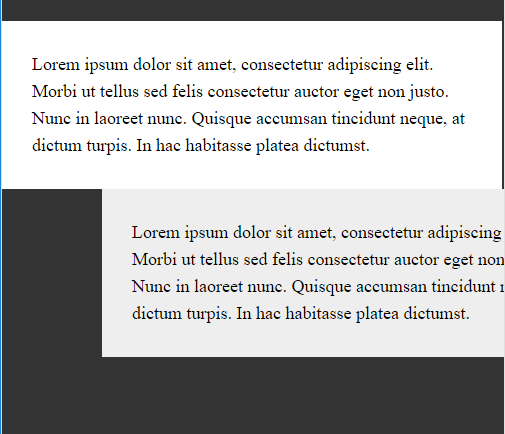 Lorem ipsum dolor sit amet, consectetur adipiscing elit.
Morbi ut tellus sed felis consectetur auctor eget non justo.
Nunc in laoreet nunc. Quisque accumsan tincidunt neque, at
dictum turpis. In hac habitasse platea dictumst.
Lorem ipsum dolor sit amet, consectetur adipiscing
Morbi ut tellus sed felis consectetur auctor eget non
Nunc in laoreet nunc. Quisque accumsan tincidunt
dictum turpis. In hac habitasse platea dictumst.